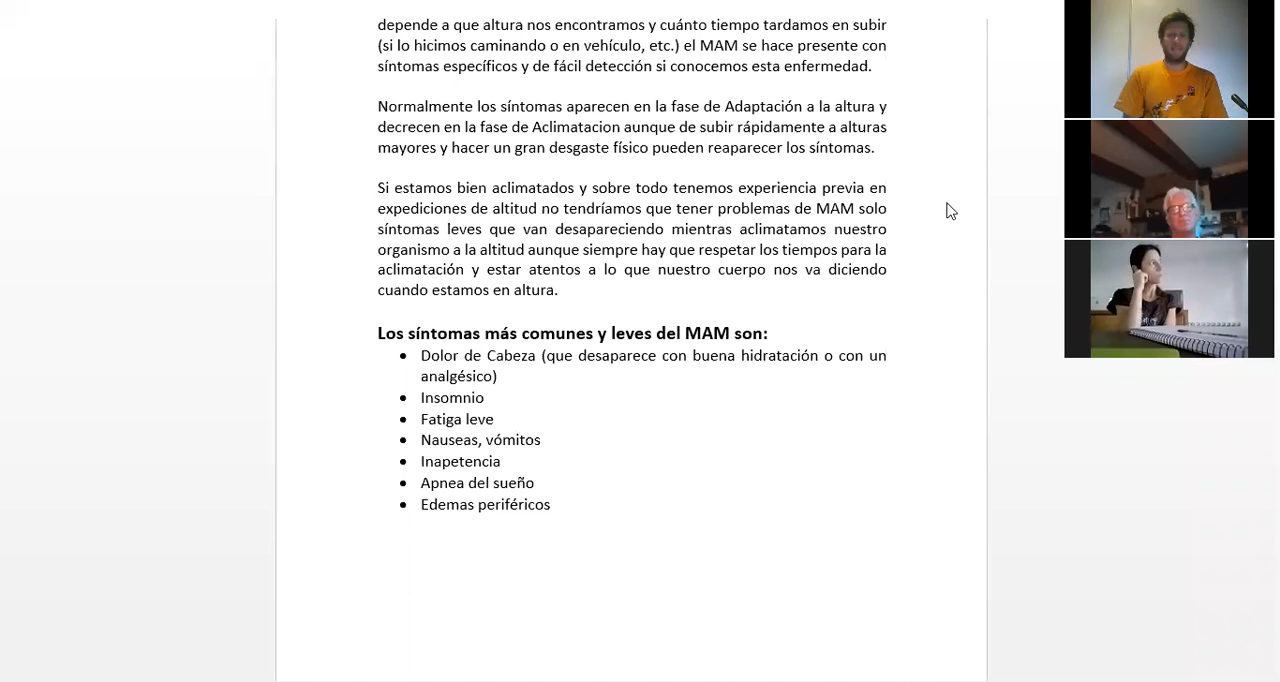 depende a que altura nos encontramos y cuánto tiempo tardamos en subir
(si lo hicimos caminando o en vehículo, etc.) el MAM se hace presente con
síntomas específicos y de fácil detección si conocemos esta enfermedad.
Normalmente los síntomas aparecen en la fase de Adaptación a la altura y
decrecen en la fase de Aclimatacion aunque de subir rápidamente a alturas
mayores y hacer un gran desgaste físico pueden reaparecer los síntomas.
Si estamos bien aclimatados y sobre todo tenemos experiencia previa en
expediciones de altitud no tendríamos que tener problemas de MAM solo
síntomas leves que van desapareciendo mientras aclimatamos nuestro
organismo a la altitud aunque siempre hay que respetar los tiempos para la
aclimatación y estar atentos a lo que nuestro cuerpo nos va diciendo
cuando estamos en altura.
Los síntomas más comunes y leves del MAM son:
• Dolor de Cabeza (que desaparece con buena hidratación o con un
analgésico)
• Insomnio
• Fatiga leve
• Nauseas, vómitos
• Inapetencia
• Apnea del sueño
• Edemas periféricos